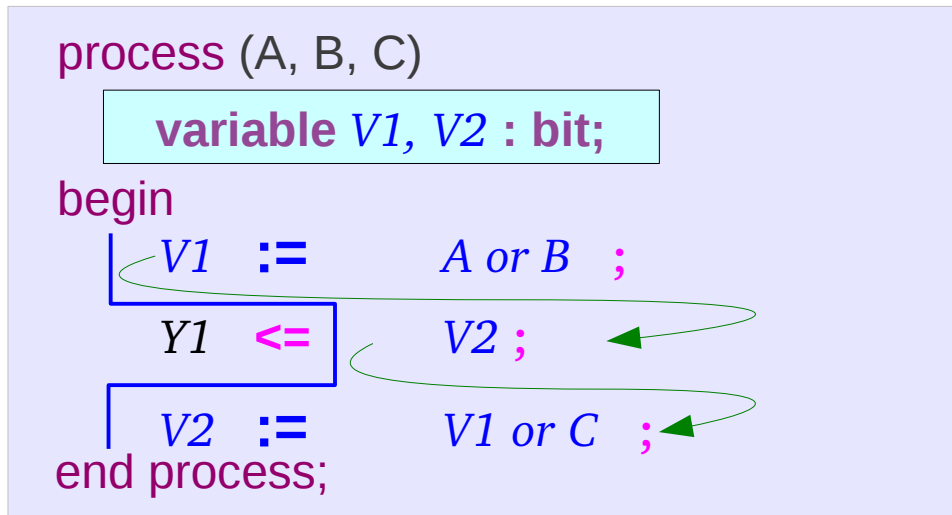 process (A, B, C)
variable V1, V2 : bit;
begin
V1 := A or B ;
Y1 <= V2 ;
V2 := V1 or C ;
end process;